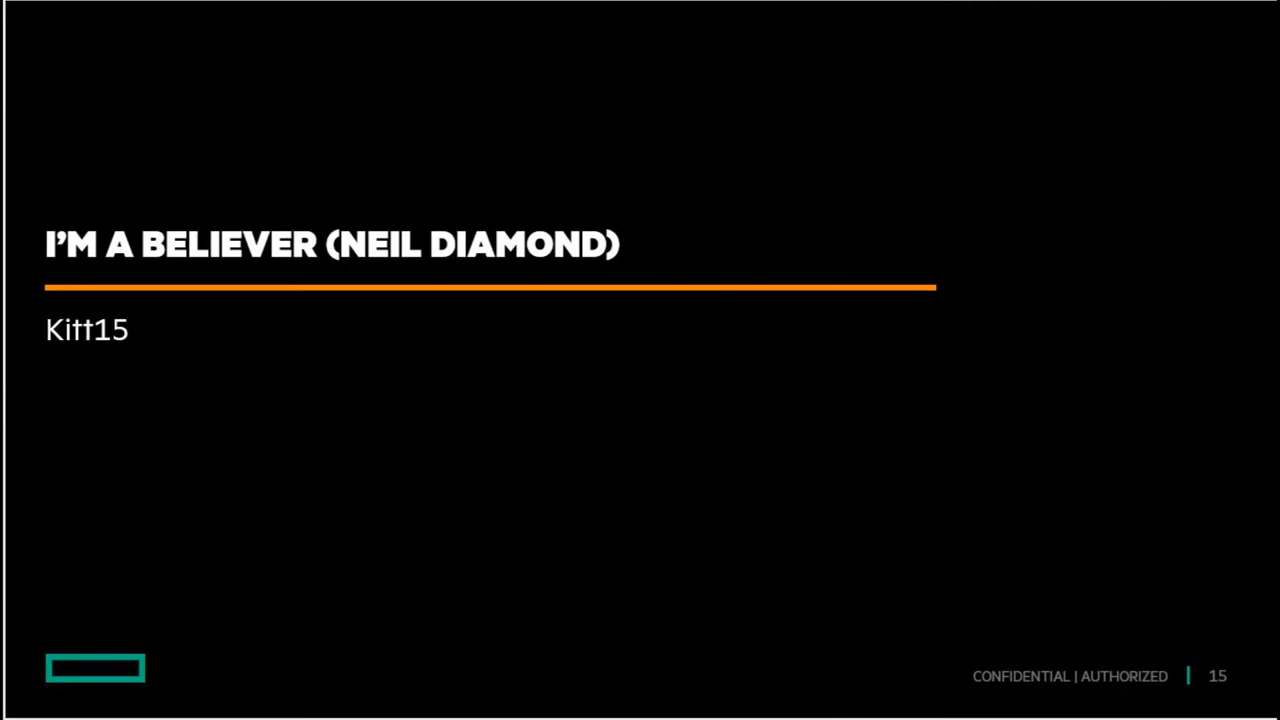 I’M A BELIEVER (NEIL DIAMOND)
Kitt15
CONFIDENTIAL | AUTHORIZED
15